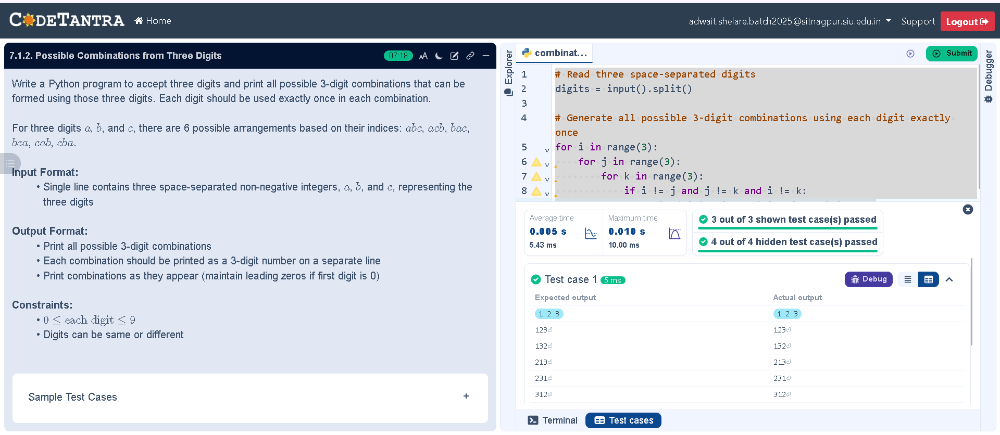 CODETANTRA
Home
adwait.shelare.batch2025@sitnagpur.siu.edu.in
Support
Logout
7.1.2. Possible Combinations from Three Digits
07:18
AA
Write a Python program to accept three digits and print all possible 3-digit combinations that can be
formed using those three digits. Each digit should be used exactly once in each combination.
For three digits a, b, and c, there are 6 possible arrangements based on their indices: abc, acb, bac,
bca, cab, cba.
Input Format:
• Single line contains three space-separated non-negative integers, a, b, and c, representing the
three digits
Output Format:
• Print all possible 3-digit combinations
• Each combination should be printed as a 3-digit number on a separate line
• Print combinations as they appear (maintain leading zeros if first digit is 0)
Constraints:
• 0 ≤ each digit ≤ 9
• Digits can be same or different
Sample Test Cases
+
Explorer
combinat...
Submit
Debugger
1 # Read three space-separated digits
2 digits = input().split()
3
4 # Generate all possible 3-digit combinations using each digit exactly
once
5 for i in range(3):
6 for j in range(3):
7 for k in range(3):
8 if i != j and j != k and i != k:
Average time
0.005 s
5.43 ms
Maximum time
0.010 s
10.00 ms
3 out of 3 shown test case(s) passed
4 out of 4 hidden test case(s) passed
Test case 1
5 ms
Debug
Expected output
Actual output
1 2 3
1 2 3
123
123
132
132
213
213
231
231
312
312
Terminal
Test cases